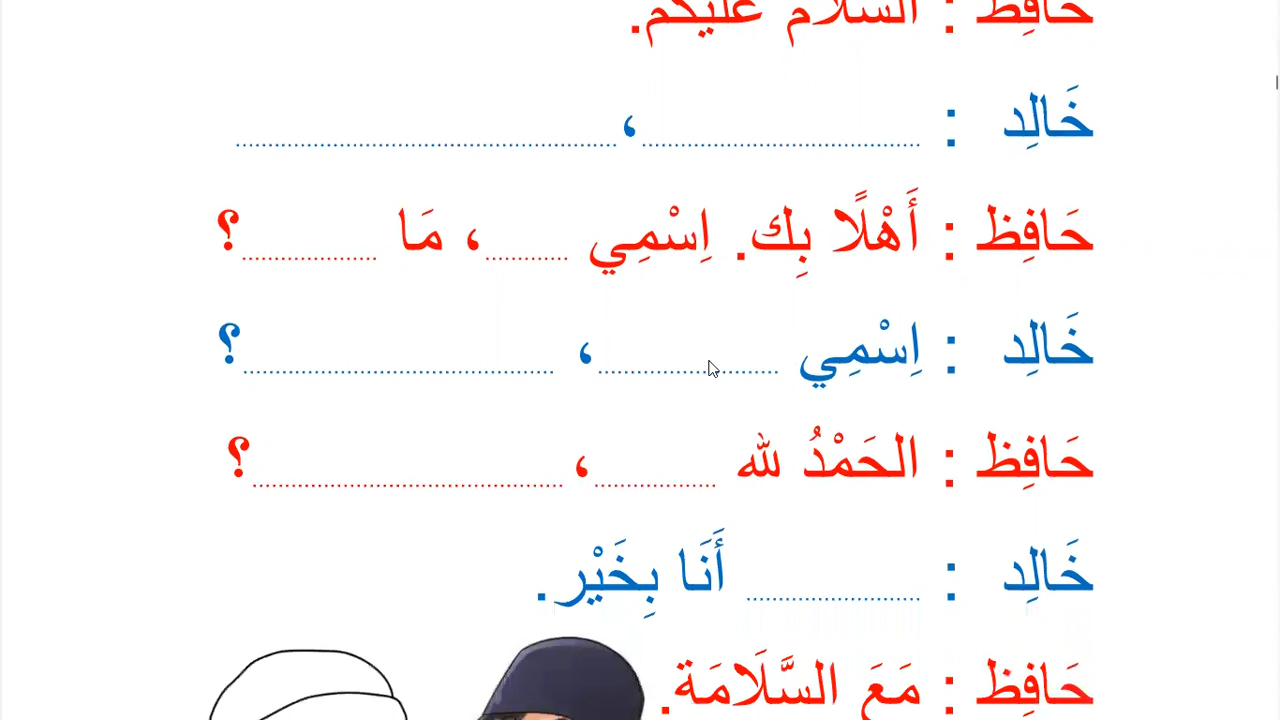 حَافِظ : السَّلَام عَلَيْكُم.
خَالِد : ........................، ................................
حَافِظ : أَهْلًا بِك. اِسْمِي .......، مَا ............؟
خَالِد : اِسْمِي ................، ..........................؟
حَافِظ : الحَمْدُ لله ...........، ..........................؟
خَالِد : ............... أَنَا بِخَيْر.
حَافِظ : مَعَ السَّلَامَة.